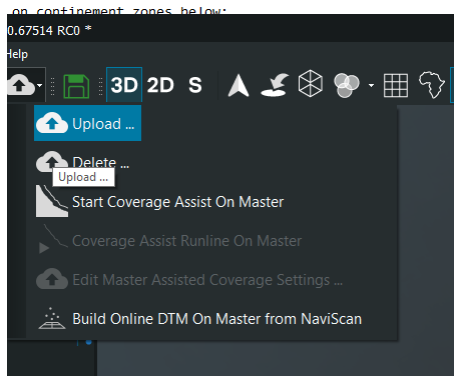 on confinement zones below:
0.67514 RC0 *
Help
3D 2D S
Upload ...
Delete ...
Upload ...
Start Coverage Assist On Master
Coverage Assist Runline On Master
Edit Master Assisted Coverage Settings ...
Build Online DTM On Master from NaviScan